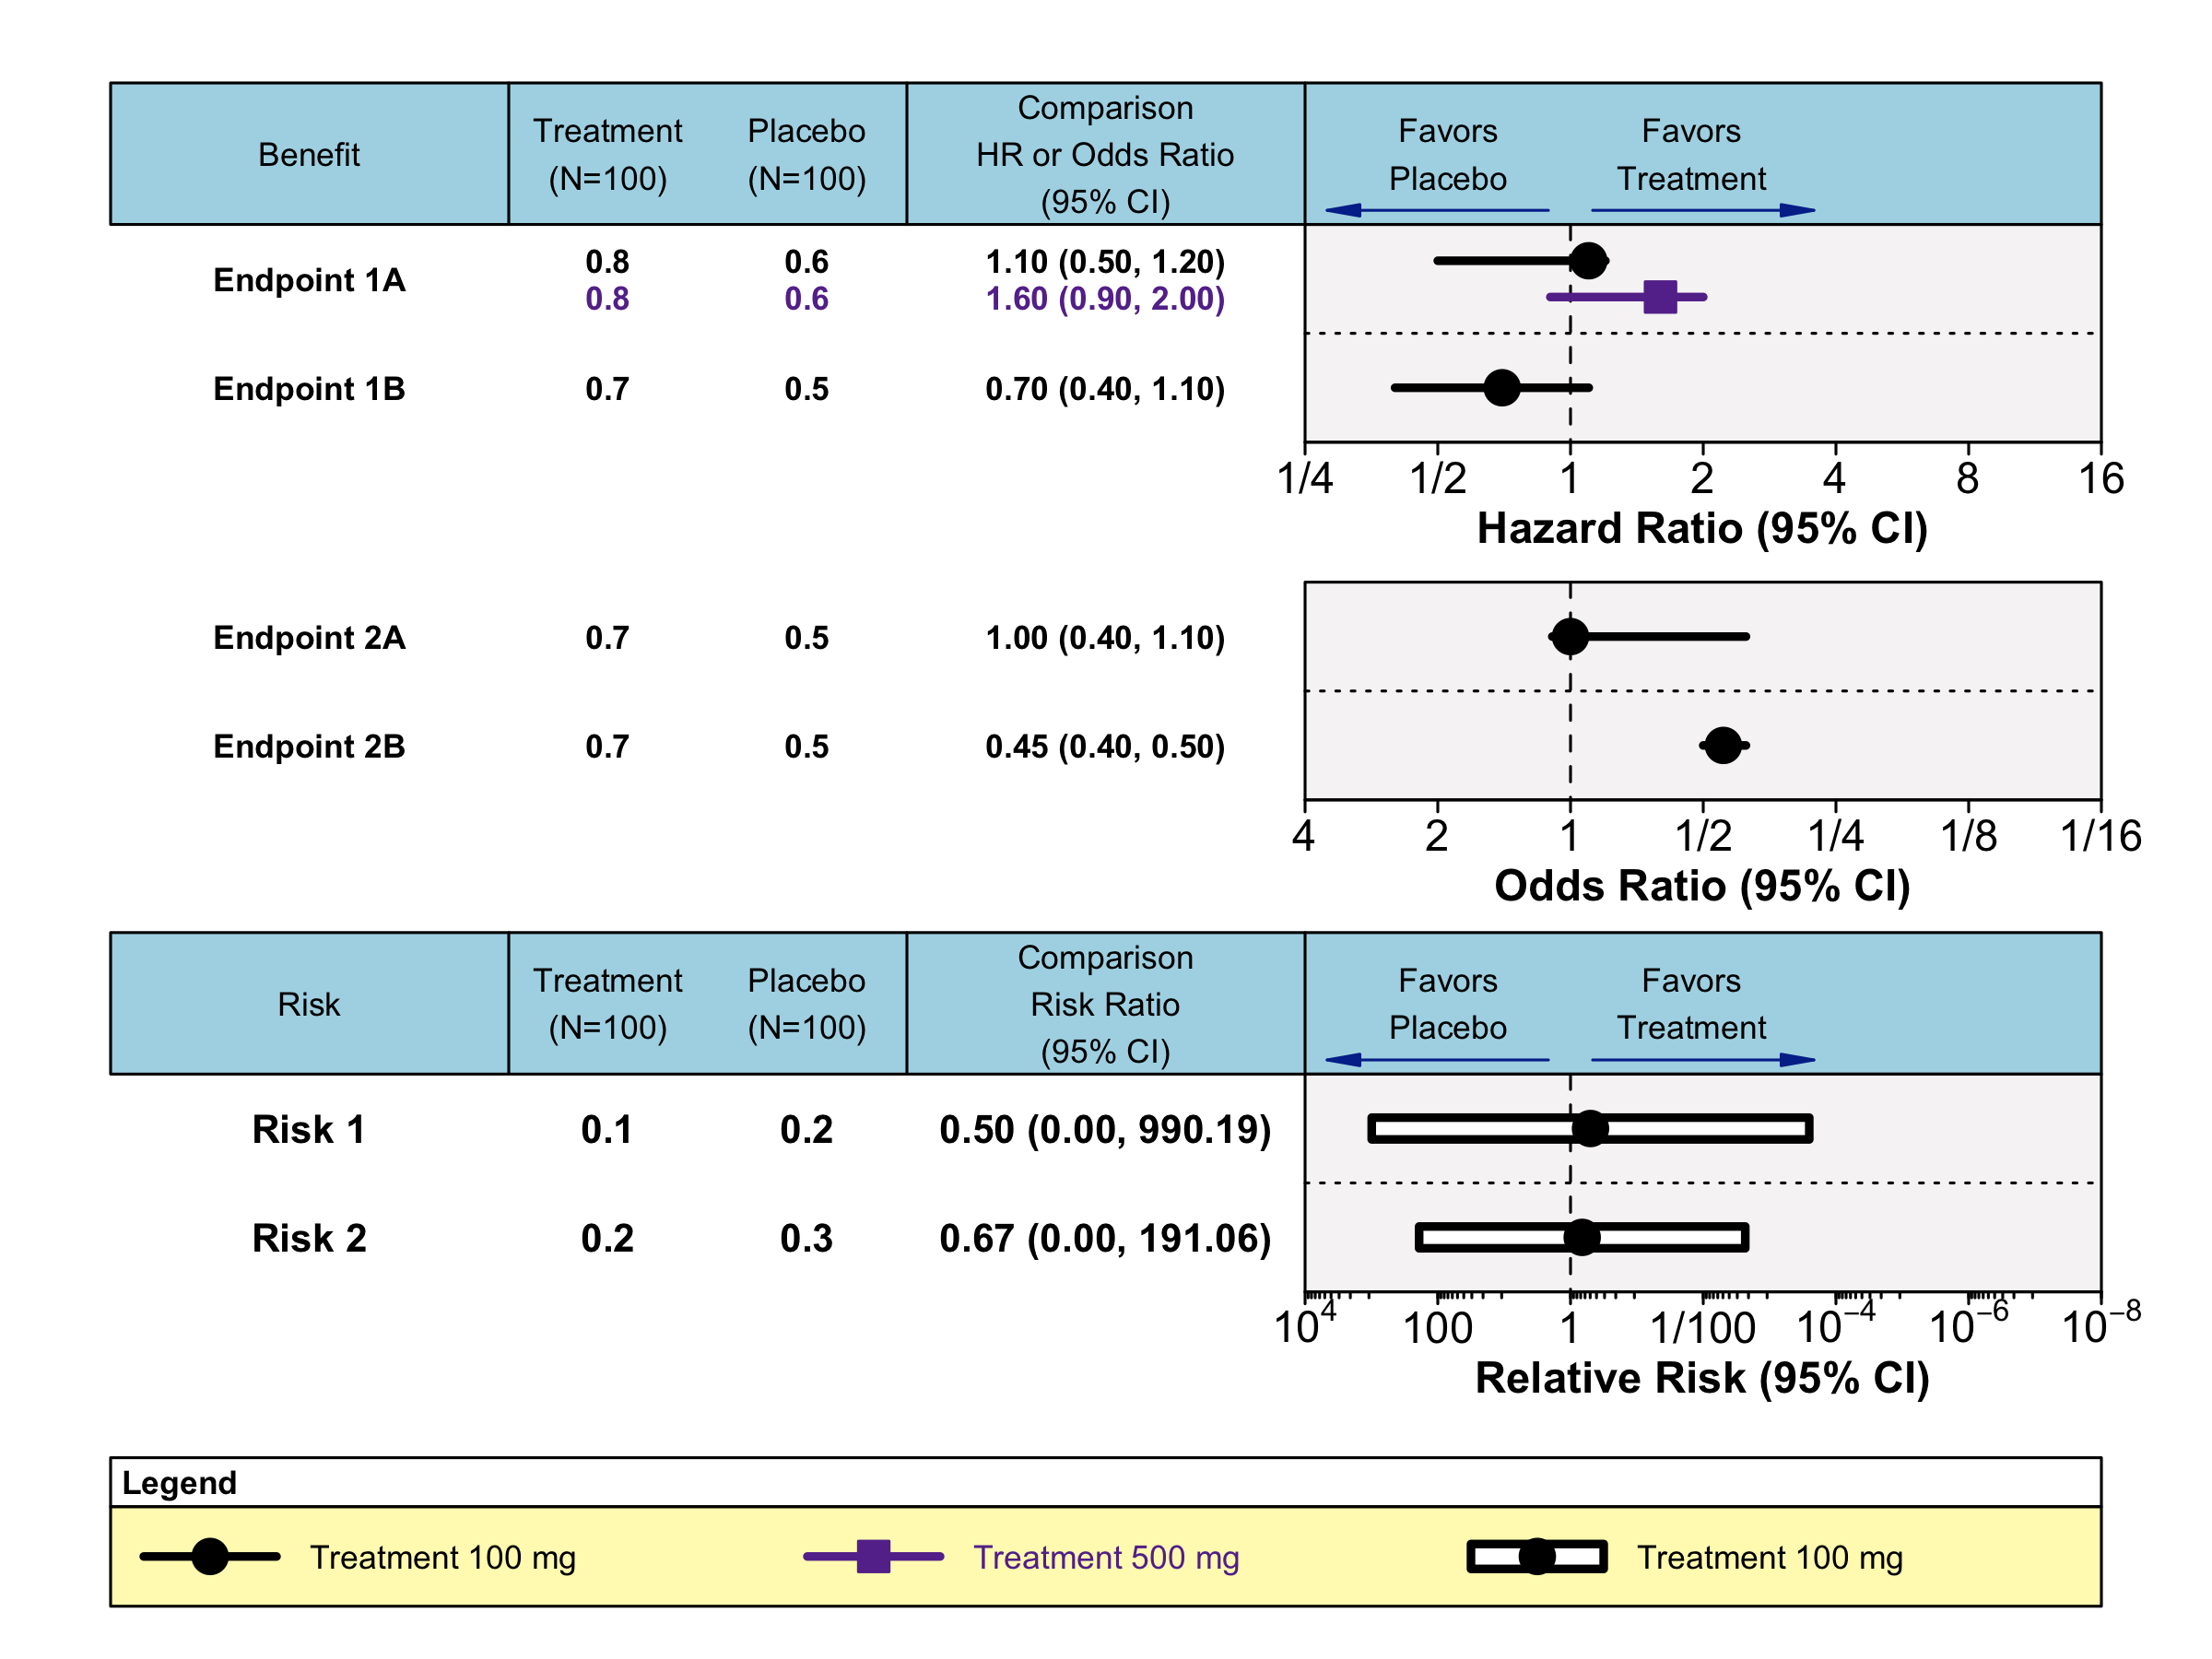 Benefit
Treatment
(N=100)
Placebo
(N=100)
Comparison
HR or Odds Ratio
(95% CI)
Favors
Placebo
Favors
Treatment
Endpoint 1A
0.8 0.6 1.10 (0.50, 1.20)
0.8 0.6 1.60 (0.90, 2.00)
Endpoint 1B 0.7 0.5 0.70 (0.40, 1.10)
1/4 1/2 1 2 4 8 16
Hazard Ratio (95% CI)
Endpoint 2A 0.7 0.5 1.00 (0.40, 1.10)
Endpoint 2B 0.7 0.5 0.45 (0.40, 0.50)
4 2 1 1/2 1/4 1/8 1/16
Odds Ratio (95% CI)
Risk
Treatment
(N=100)
Placebo
(N=100)
Comparison
Risk Ratio
(95% CI)
Favors
Placebo
Favors
Treatment
Risk 1 0.1 0.2 0.50 (0.00, 990.19)
Risk 2 0.2 0.3 0.67 (0.00, 191.06)
10⁴ 100 1 1/100 10⁻⁴ 10⁻⁶ 10⁻⁸
Relative Risk (95% CI)
Legend
Treatment 100 mg Treatment 500 mg Treatment 100 mg